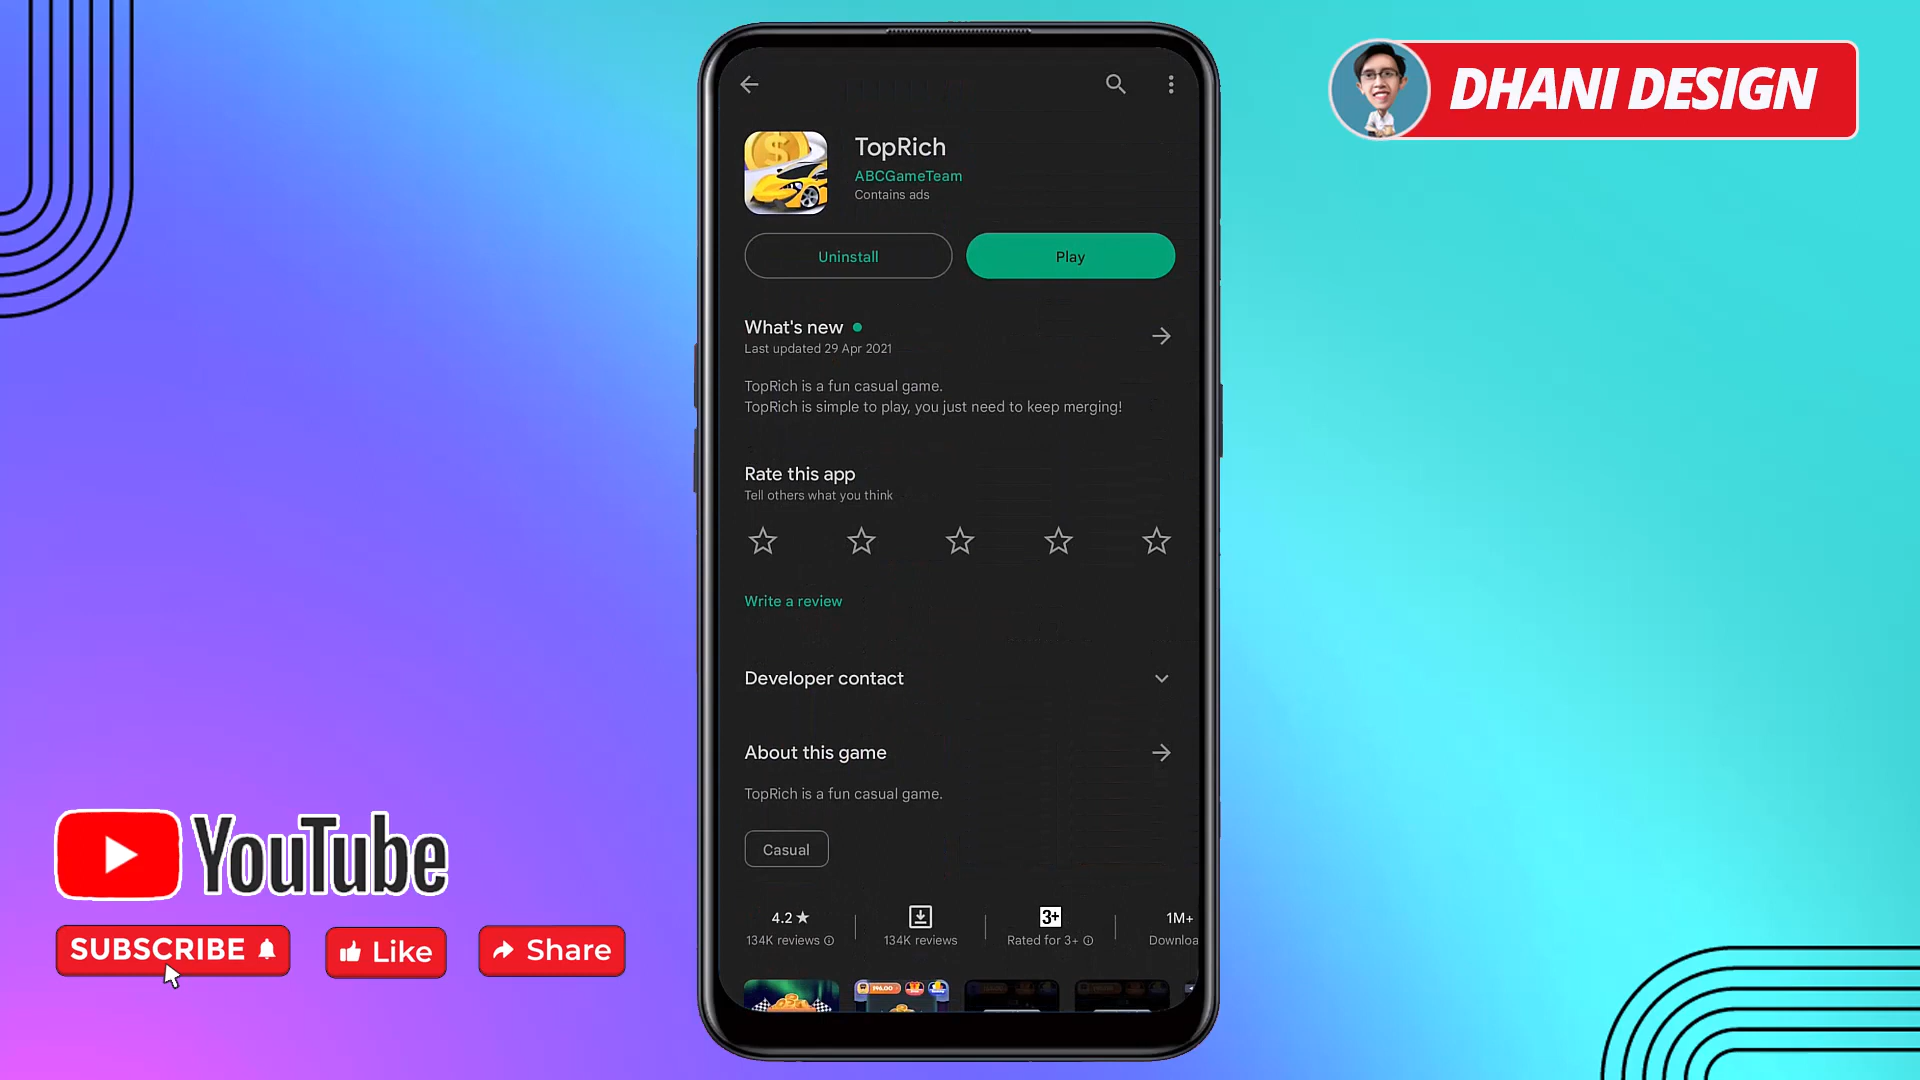 DHANI DESIGN
TopRich
ABCGameTeam
Contains ads
Uninstall
Play
What's new
Last updated 29 Apr 2021
TopRich is a fun casual game.
TopRich is simple to play, you just need to keep merging!
Rate this app
Tell others what you think
Write a review
Developer contact
About this game
TopRich is a fun casual game.
Casual
4.2★
134K reviews
134K reviews
3+
Rated for 3+
1M+
Downloa
YouTube
SUBSCRIBE
Like
Share